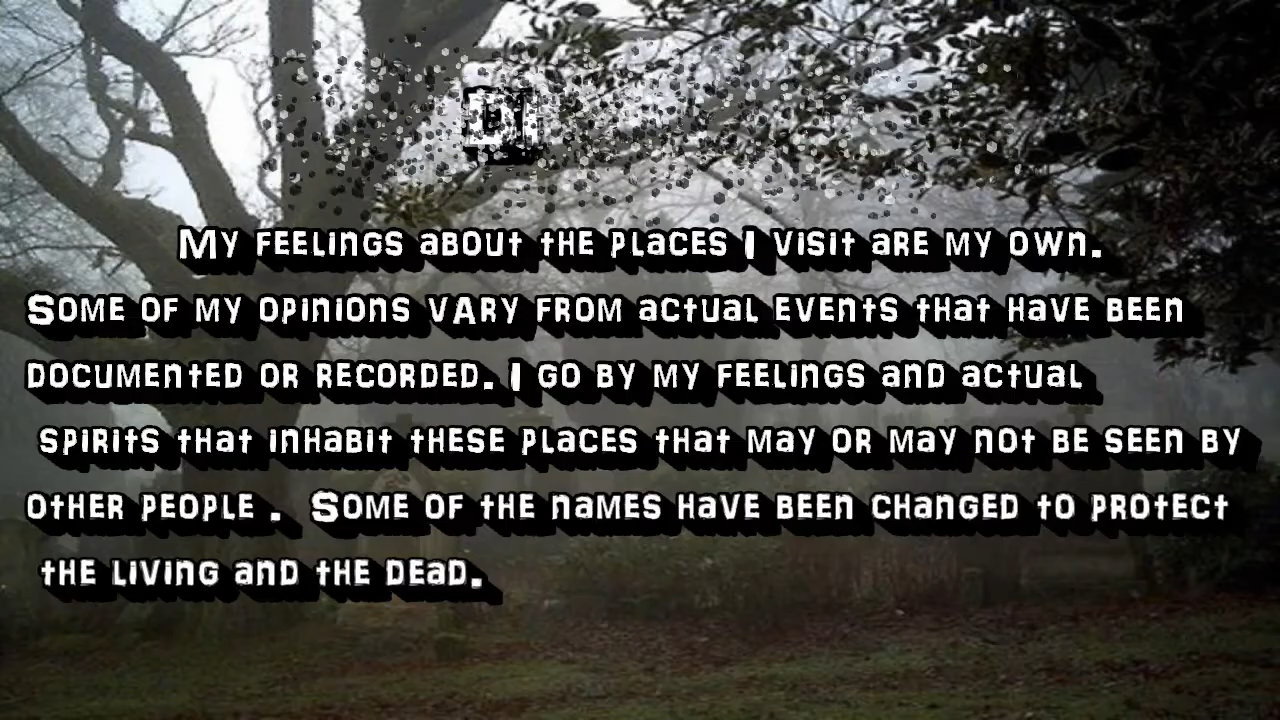 My feelings about the places I visit are my own.
Some of my opinions vary from actual events that have been
documented or recorded. I go by my feelings and actual
spirits that inhabit these places that may or may not be seen by
other people . Some of the names have been changed to protect
the living and the dead.